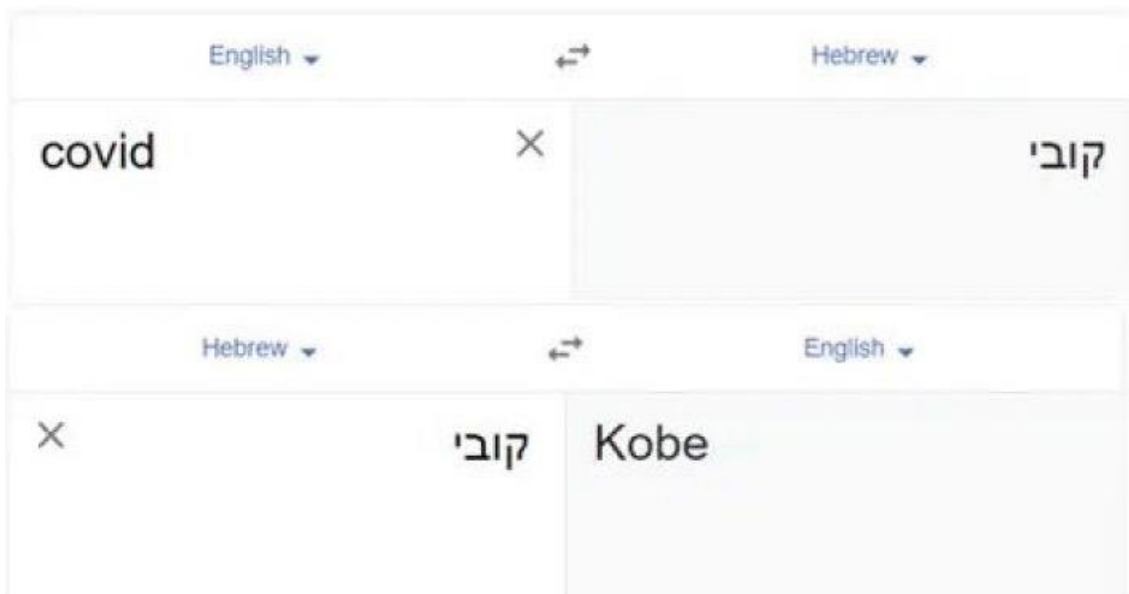 English Hebrew
covid קובי
Hebrew English
קובי Kobe